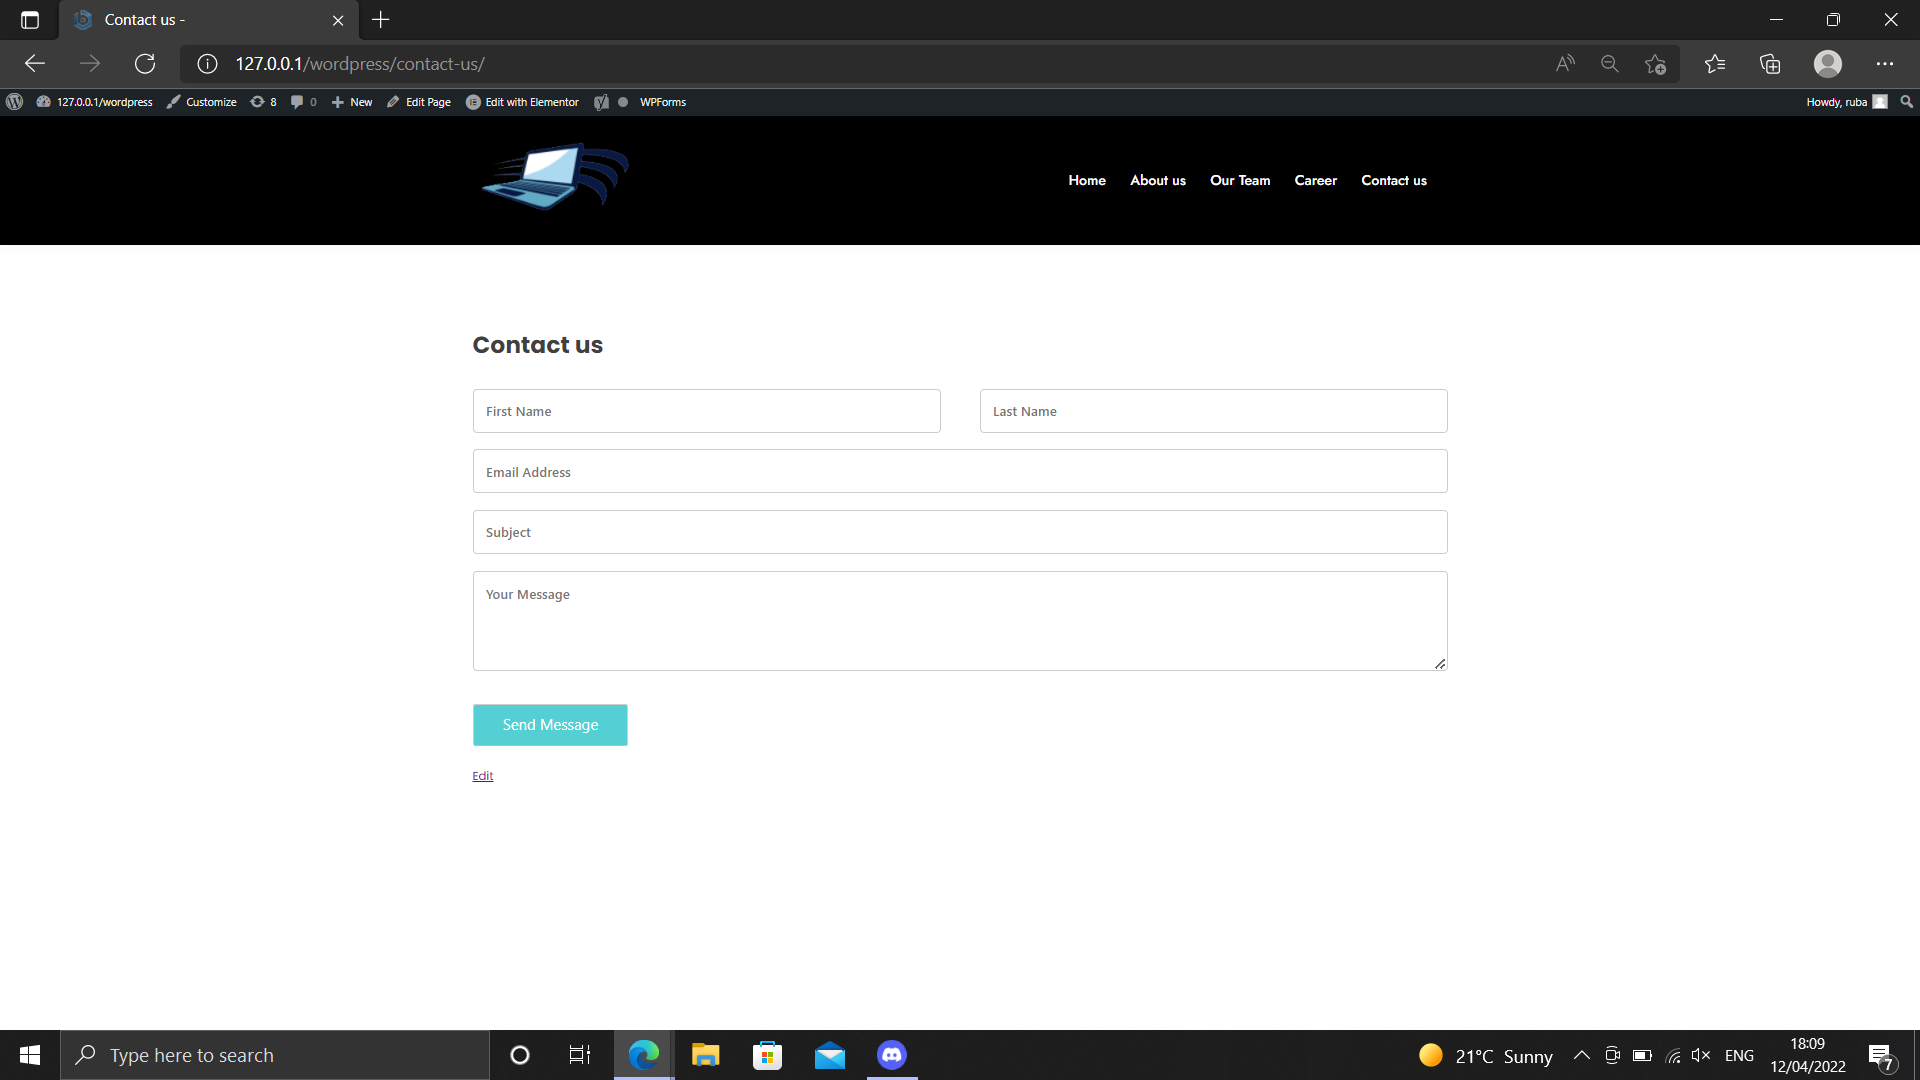 Contact us -
127.0.0.1/wordpress/contact-us/
127.0.0.1/wordpress Customize 8 0 New Edit Page Edit with Elementor WPForms Howdy, ruba
Home About us Our Team Career Contact us
Contact us
First Name Last Name
Email Address
Subject
Your Message
Send Message
Edit
Type here to search 21°C Sunny ENG 18:09
12/04/2022 7